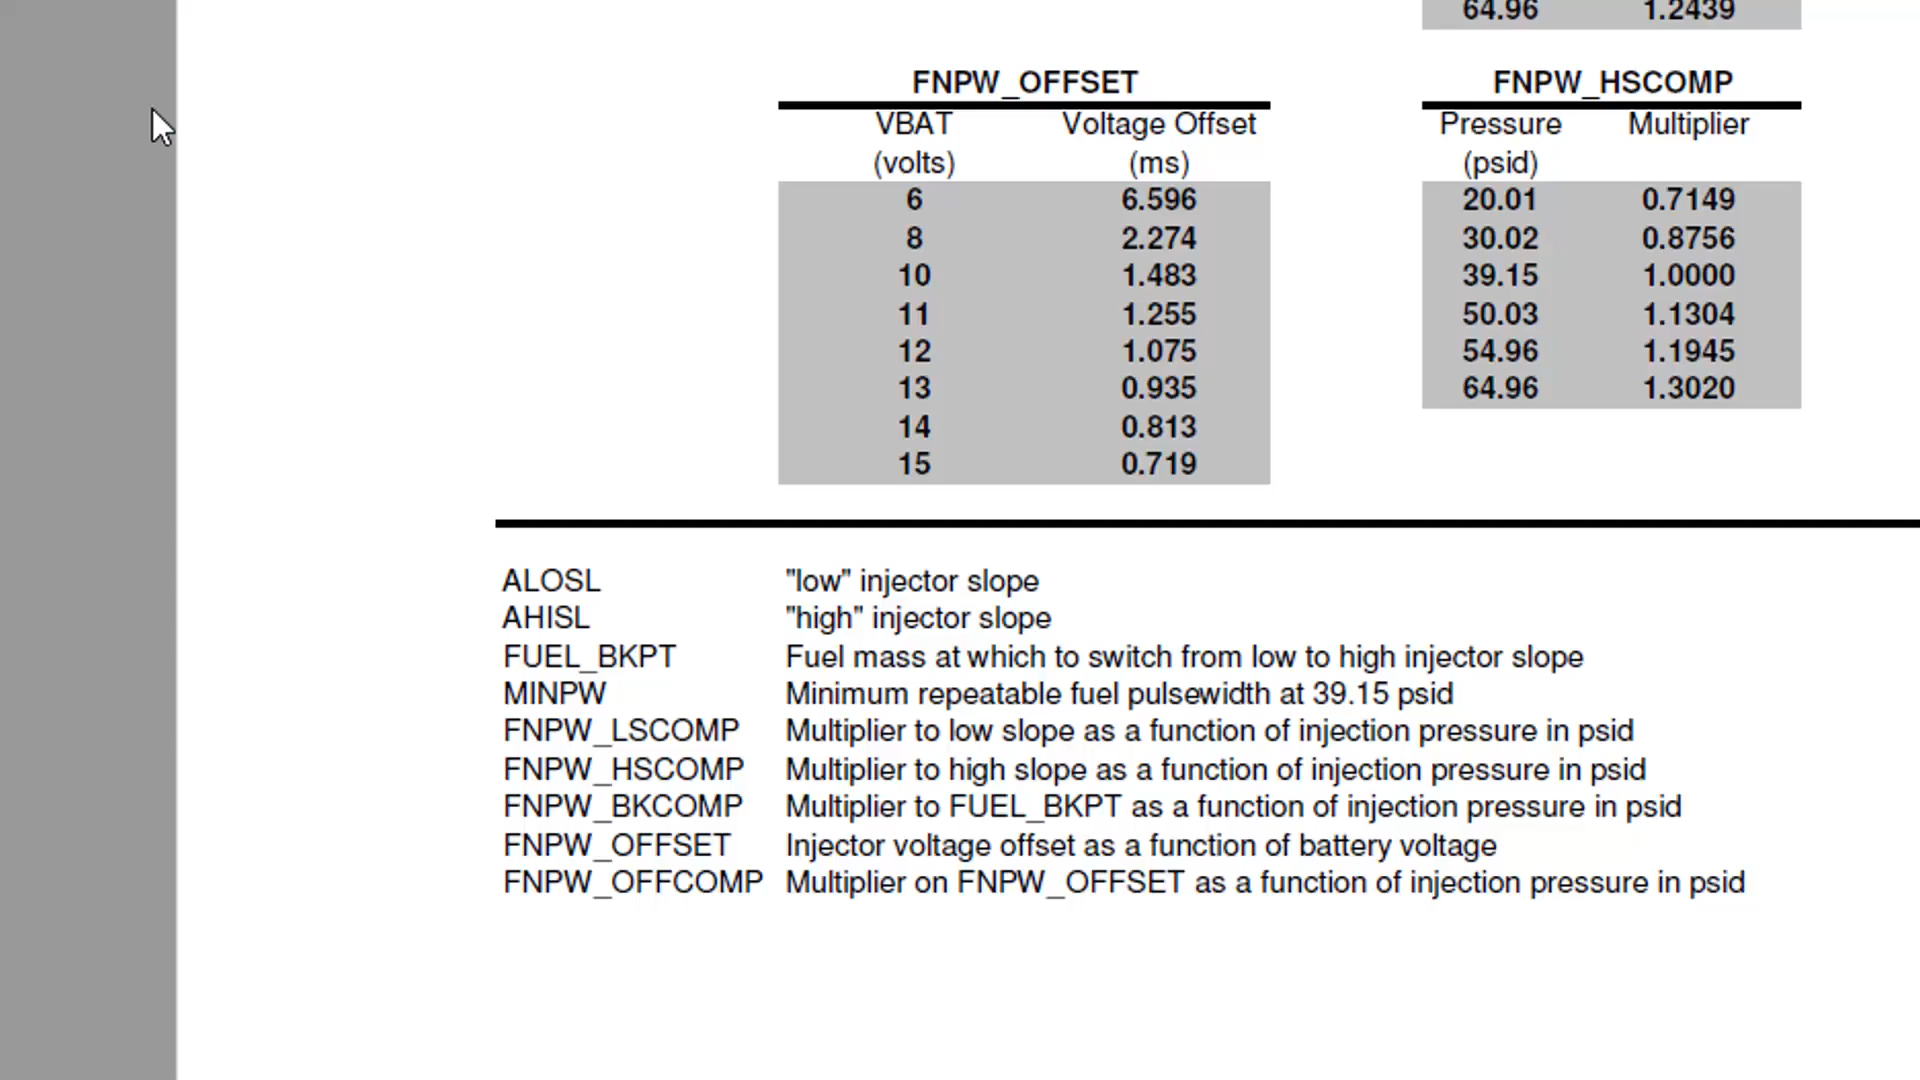 64.96 1.2439
FNPW_OFFSET FNPW_HSCOMP
VBAT Voltage Offset Pressure Multiplier
(volts) (ms) (psid)
6 6.596 20.01 0.7149
8 2.274 30.02 0.8756
10 1.483 39.15 1.0000
11 1.255 50.03 1.1304
12 1.075 54.96 1.1945
13 0.935 64.96 1.3020
14 0.813
15 0.719
ALOSL "low" injector slope
AHISL "high" injector slope
FUEL_BKPT Fuel mass at which to switch from low to high injector slope
MINPW Minimum repeatable fuel pulsewidth at 39.15 psid
FNPW_LSCOMP Multiplier to low slope as a function of injection pressure in psid
FNPW_HSCOMP Multiplier to high slope as a function of injection pressure in psid
FNPW_BKCOMP Multiplier to FUEL_BKPT as a function of injection pressure in psid
FNPW_OFFSET Injector voltage offset as a function of battery voltage
FNPW_OFFCOMP Multiplier on FNPW_OFFSET as a function of injection pressure in psid